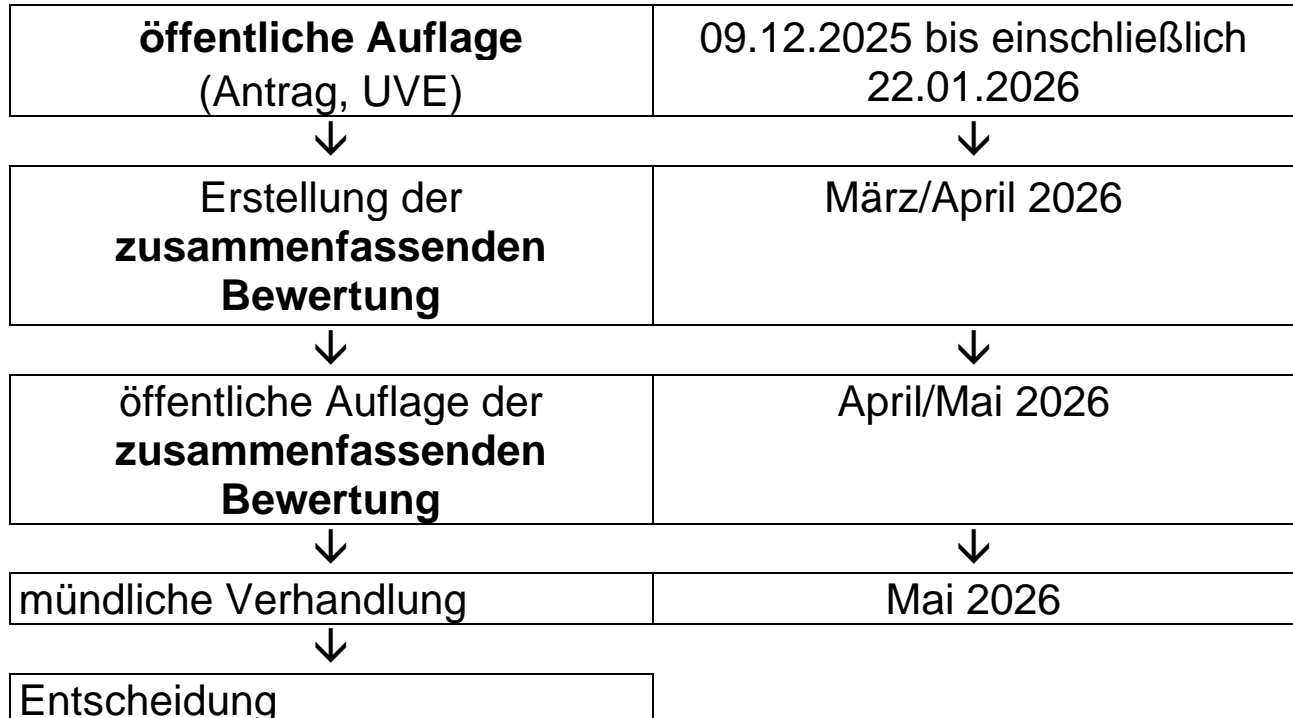 öffentliche Auflage
(Antrag, UVE)
09.12.2025 bis einschließlich
22.01.2026
↓ ↓
Erstellung der
zusammenfassenden
Bewertung
März/April 2026
↓ ↓
öffentliche Auflage der
zusammenfassenden
Bewertung
April/Mai 2026
↓ ↓
mündliche Verhandlung
Mai 2026
↓
Entscheidung